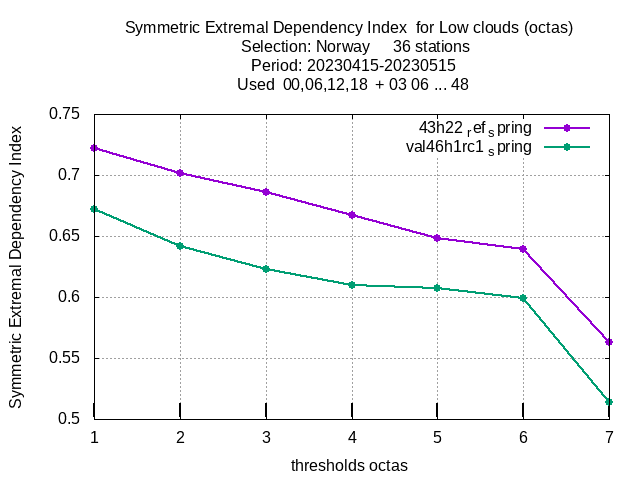 Symmetric Extremal Dependency Index for Low clouds (octas)
Selection: Norway 36 stations
Period: 20230415-20230515
Used 00,06,12,18 + 03 06 ... 48
Symmetric Extremal Dependency Index
0.75
0.7
0.65
0.6
0.55
0.5
43h22 ref spring
val46h1rc1 spring
1 2 3 4 5 6 7
thresholds octas